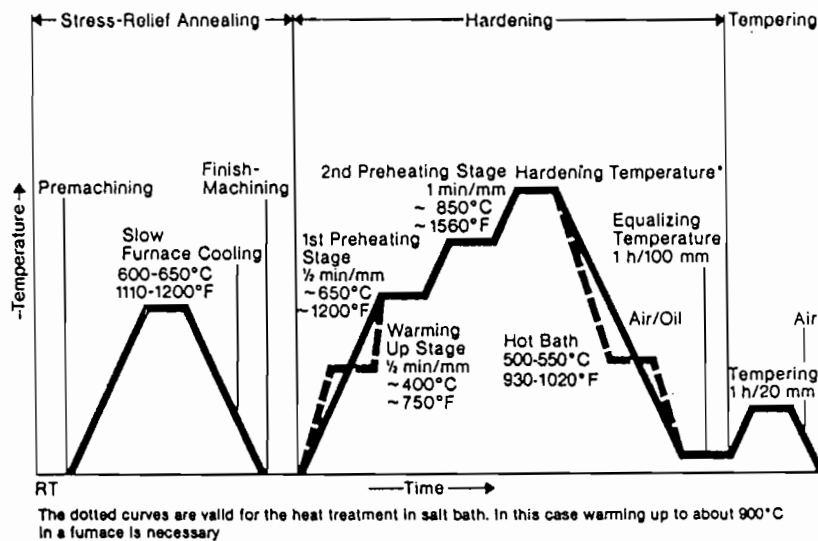 Stress-Relief Annealing
Hardening
Tempering
Premachining
Finish-
Machining
Slow
Furnace Cooling
600-650°C
1110-1200°F
1st Preheating
Stage
½ min/mm
~650°C
~1200°F
2nd Preheating Stage
1 min/mm
~ 850°C
~1560°F
Hardening Temperature*
Equalizing
Temperature
1 h/100 mm
Warming
Up Stage
½ min/mm
~400°C
~750°F
Hot Bath
500-550°C
930-1020°F
Air/Oil
Air
Tempering
1 h/20 mm
Temperature
RT
Time
The dotted curves are valid for the heat treatment in salt bath. In this case warming up to about 900°C
in a furnace is necessary